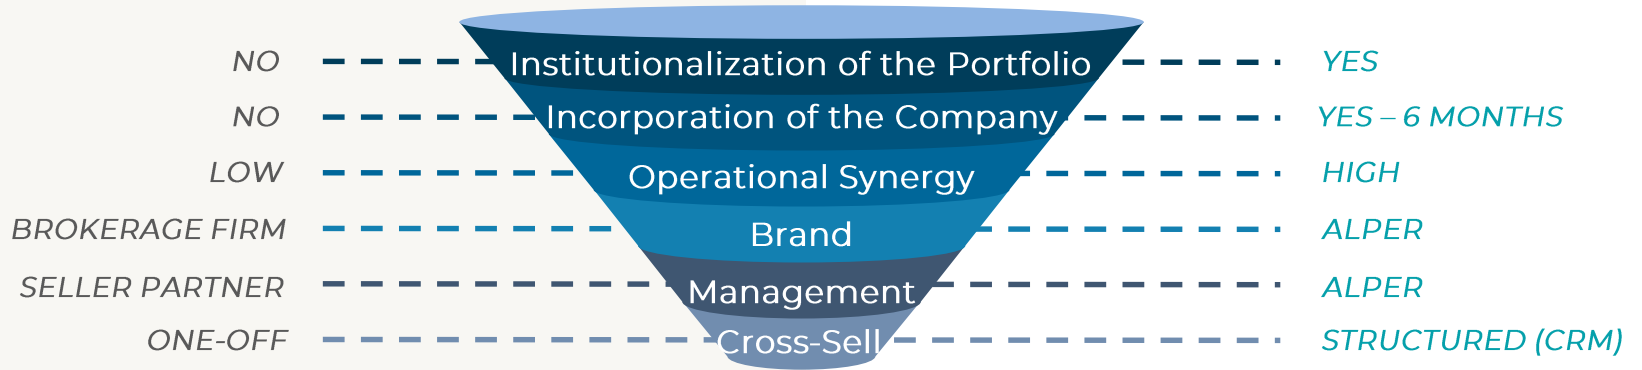 NO Institutionalization of the Portfolio YES
NO Incorporation of the Company YES – 6 MONTHS
LOW Operational Synergy HIGH
BROKERAGE FIRM Brand ALPER
SELLER PARTNER Management ALPER
ONE-OFF Cross-Sell STRUCTURED (CRM)